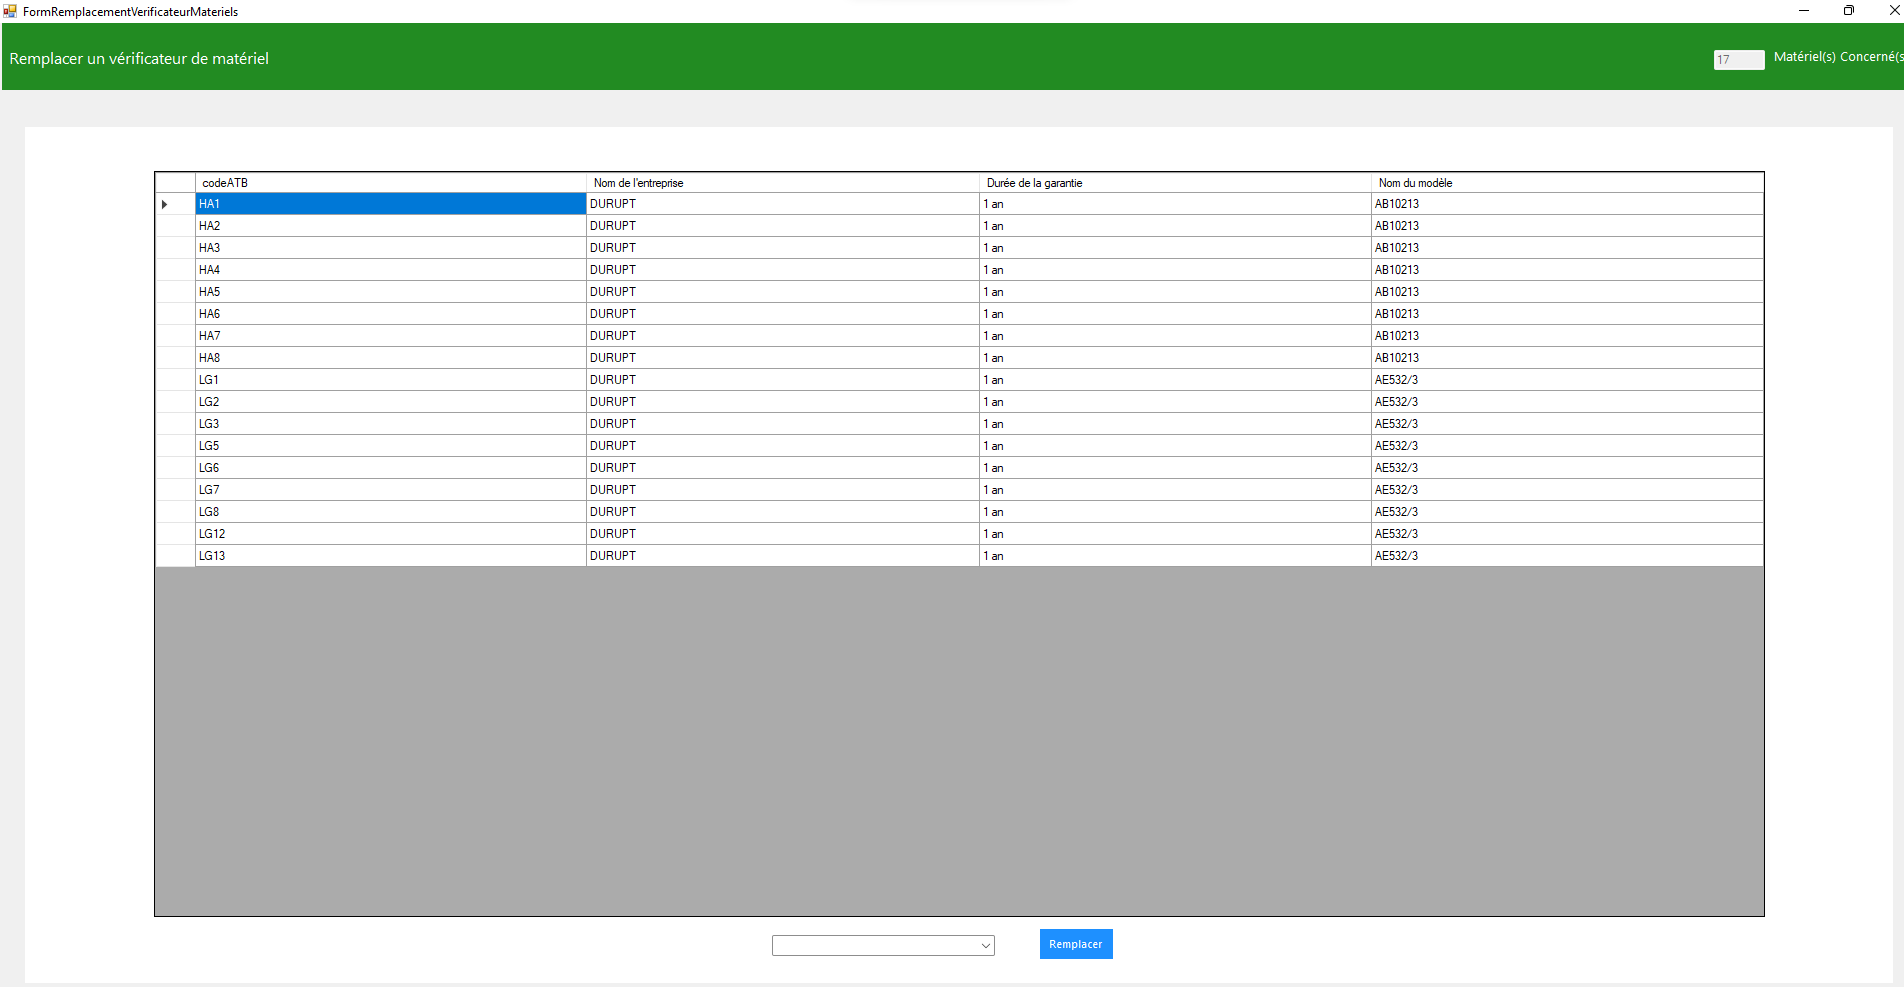 FormRemplacementVerificateurMateriels
Remplacer un vérificateur de matériel
17 Matériel(s) Concerné(s
codeATB Nom de l'entreprise Durée de la garantie Nom du modèle
HA1 DURUPT 1 an AB10213
HA2 DURUPT 1 an AB10213
HA3 DURUPT 1 an AB10213
HA4 DURUPT 1 an AB10213
HA5 DURUPT 1 an AB10213
HA6 DURUPT 1 an AB10213
HA7 DURUPT 1 an AB10213
HA8 DURUPT 1 an AB10213
LG1 DURUPT 1 an AE532/3
LG2 DURUPT 1 an AE532/3
LG3 DURUPT 1 an AE532/3
LG5 DURUPT 1 an AE532/3
LG6 DURUPT 1 an AE532/3
LG7 DURUPT 1 an AE532/3
LG8 DURUPT 1 an AE532/3
LG12 DURUPT 1 an AE532/3
LG13 DURUPT 1 an AE532/3
Remplacer